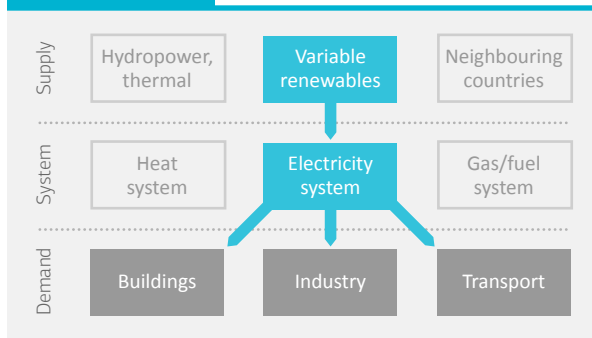 Supply
Hydropower,
thermal
Variable
renewables
Neighbouring
countries
System
Heat
system
Electricity
system
Gas/fuel
system
Demand
Buildings
Industry
Transport